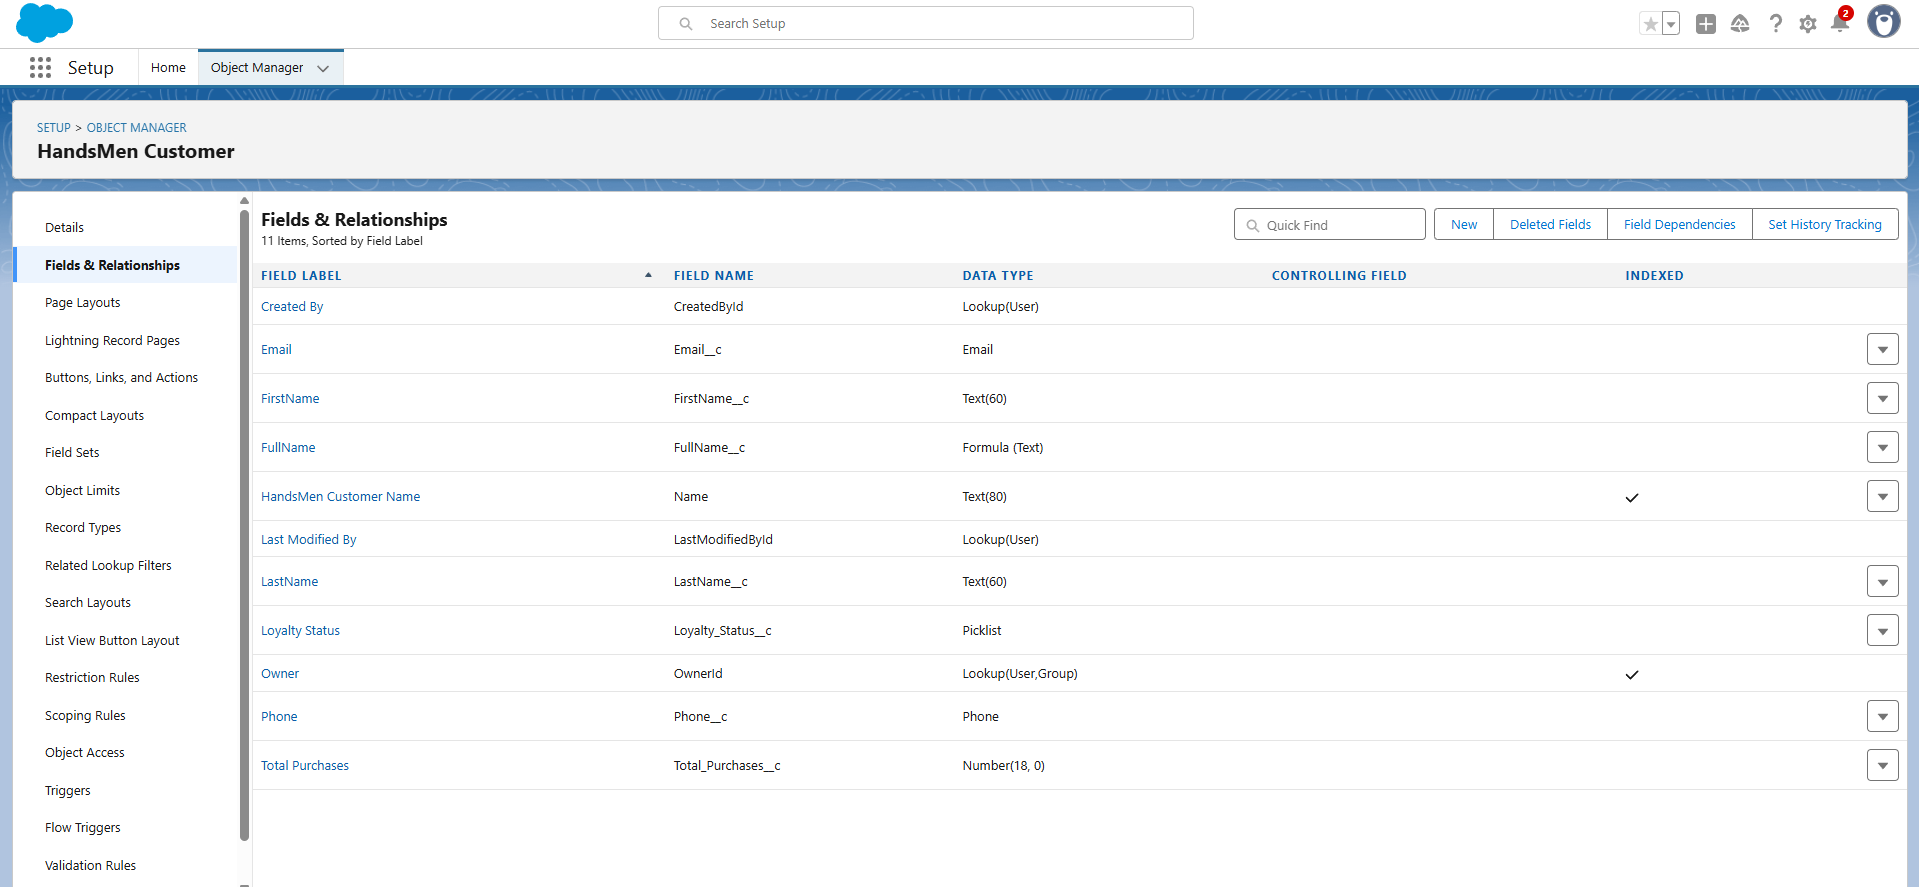 Search Setup
2
Setup
Home
Object Manager
SETUP > OBJECT MANAGER
HandsMen Customer
Details
Fields & Relationships
Page Layouts
Lightning Record Pages
Buttons, Links, and Actions
Compact Layouts
Field Sets
Object Limits
Record Types
Related Lookup Filters
Search Layouts
List View Button Layout
Restriction Rules
Scoping Rules
Object Access
Triggers
Flow Triggers
Validation Rules
Fields & Relationships
11 Items, Sorted by Field Label
Quick Find
New
Deleted Fields
Field Dependencies
Set History Tracking
FIELD LABEL FIELD NAME DATA TYPE CONTROLLING FIELD INDEXED
Created By CreatedById Lookup(User)
Email Email__c Email
FirstName FirstName__c Text(60)
FullName FullName__c Formula (Text)
HandsMen Customer Name Name Text(80)
Last Modified By LastModifiedById Lookup(User)
LastName LastName__c Text(60)
Loyalty Status Loyalty_Status__c Picklist
Owner OwnerId Lookup(User,Group)
Phone Phone__c Phone
Total Purchases Total_Purchases__c Number(18, 0)